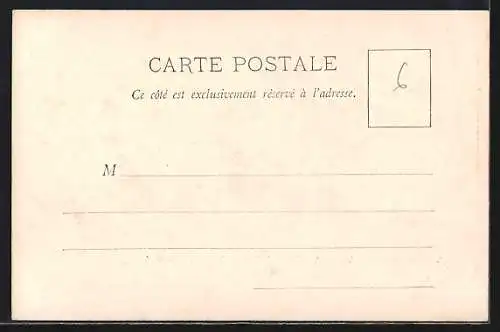 CARTE POSTALE
6
Ce côté est exclusivement réservé à l'adresse.
M